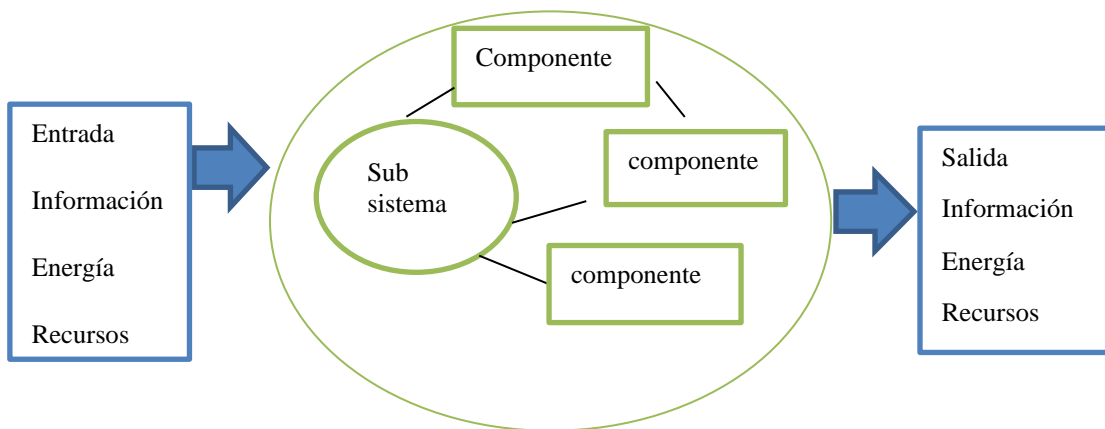 Entrada
Información
Energía
Recursos
Componente
componente
Sub
sistema
componente
Salida
Información
Energía
Recursos